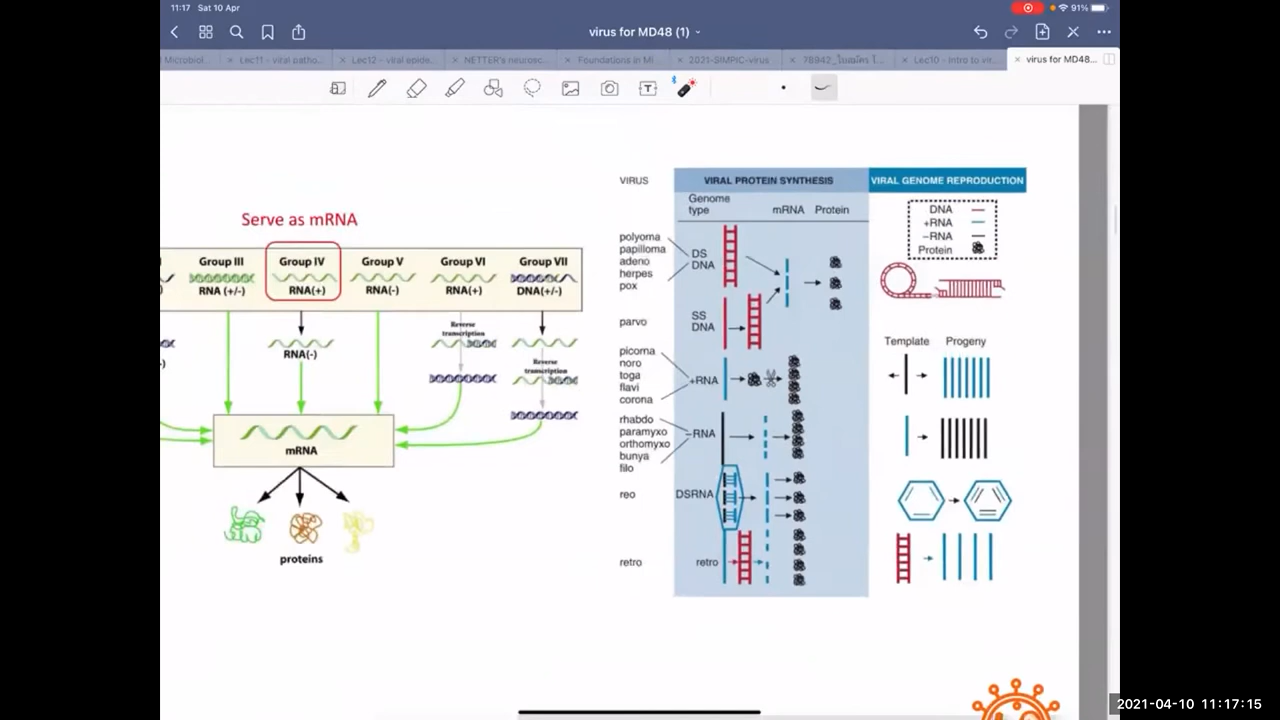 11:17 Sat 10 Apr
91%
virus for MD48 (1)
Microbiol...
Lec11 - viral patho...
Lec12 - viral epide...
NETTER's neurosc...
Foundations in Mi...
2021-SIMPIC-virus
Lec10 - Intro to vir...
virus for MD48...
Serve as mRNA
Group III
Group IV
Group V
Group VI
Group VII
RNA (+/-)
RNA(+)
RNA(-)
RNA(+)
DNA(+/-)
Reverse
transcription
RNA(-)
Reverse
transcription
mRNA
proteins
VIRUS
VIRAL PROTEIN SYNTHESIS
VIRAL GENOME REPRODUCTION
Genome
type
mRNA
Protein
DNA
+RNA
-RNA
Protein
polyoma
papilloma
adeno
herpes
pox
DS
DNA
parvo
SS
DNA
Template
Progeny
picorna
noro
toga
flavi
corona
+RNA
rhabdo
paramyxo
orthomyxo
bunya
filo
-RNA
reo
DSRNA
retro
retro
2021-04-10 11:17:15